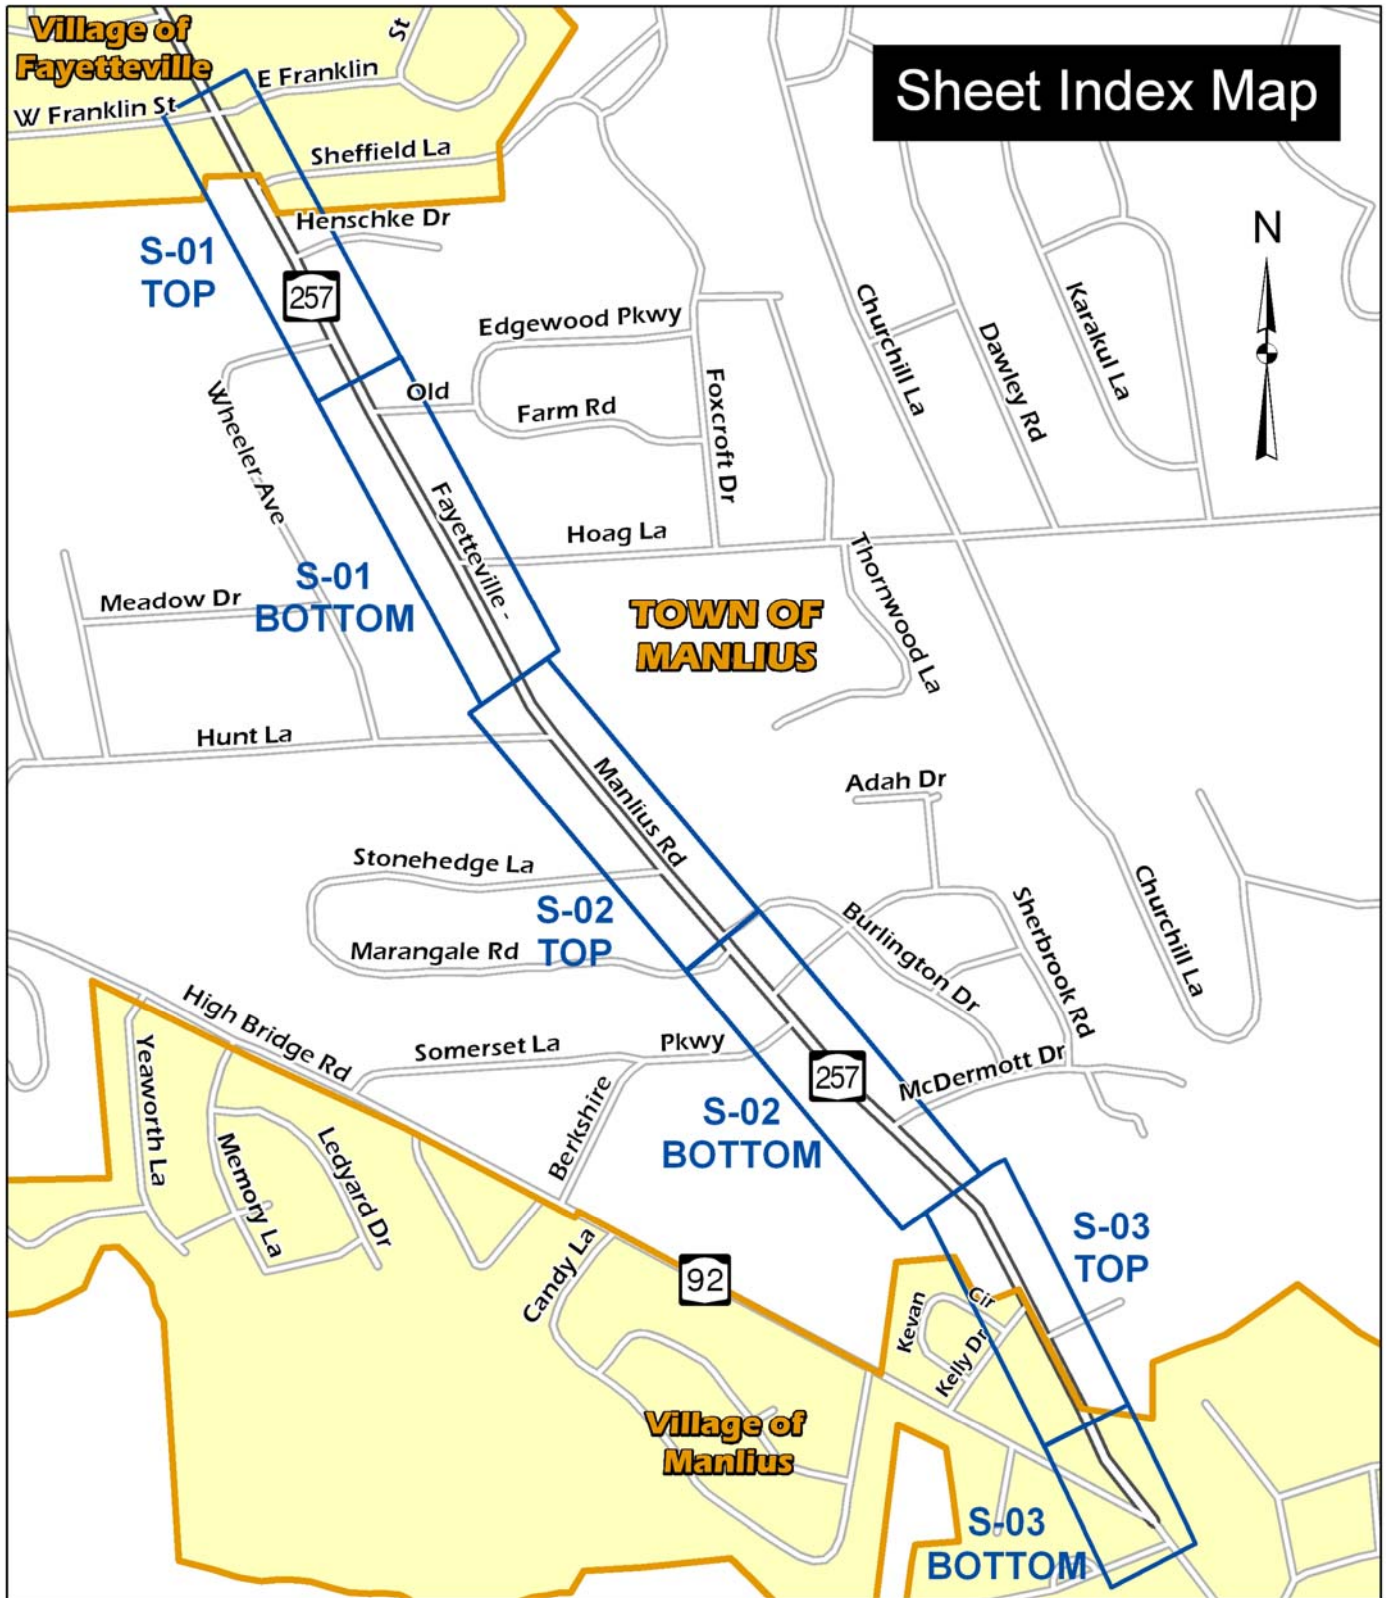 Village of
Fayetteville
St
E Franklin
W Franklin St
Sheet Index Map
Sheffield La
Henschke Dr
N
S-01
TOP
257
Edgewood Pkwy
Churchill La
Karakul La
Dawley Rd
Old
Farm Rd
Foxcroft Dr
Wheeler Ave
Fayetteville -
Hoag La
Thornwood La
S-01
BOTTOM
Meadow Dr
TOWN OF
MANLIUS
Hunt La
Manlius Rd
Adah Dr
Stonehedge La
Churchill La
S-02
TOP
Burlington Dr
Sherbrook Rd
Marangale Rd
High Bridge Rd
Yeaworth La
Somerset La
Pkwy
257
McDermott Dr
Berkshire
S-02
BOTTOM
Memory La
Ledyard Dr
S-03
TOP
Candy La
92
Kevan
Cir
Kelly Dr
Village of
Manlius
S-03
BOTTOM